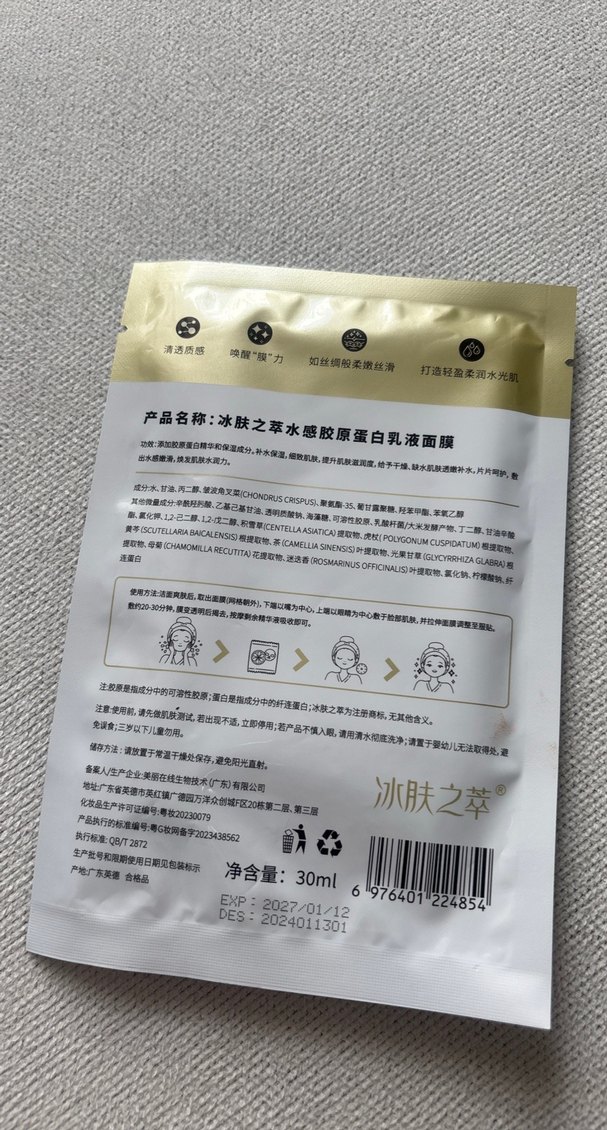 清透质感
唤醒“膜”力
如丝绸般柔嫩丝滑
打造轻盈柔润水光肌
产品名称:冰肤之萃水感胶原蛋白乳液面膜
功效:添加胶原蛋白精华和保湿成分。补水保湿,细致肌肤,提升肌肤滋润度,给予干燥、缺水肌肤透嫩补水,片片呵护,敷
出水感嫩滑,焕发肌肤水润力。
成分:水、甘油、丙二醇、皱波角叉菜(CHONDRUS CRISPUS)、聚氨酯-35、葡甘露聚糖、羟苯甲酯、苯氧乙醇
其他微量成分:辛酰羟肟酸、乙基己基甘油、透明质酸钠、海藻糖、可溶性胶原、乳酸杆菌/大米发酵产物、丁二醇、甘油辛酸
酯、氯化钾、1,2-己二醇、1,2-戊二醇、积雪草(CENTELLA ASIATICA)提取物、虎杖( POLYGONUM CUSPIDATUM)根提取物、
黄芩(SCUTELLARIA BAICALENSIS)根提取物、茶(CAMELLIA SINENSIS)叶提取物、光果甘草(GLYCYRRHIZA GLABRA)根
提取物、母菊(CHAMOMILLA RECUTITA)花提取物、迷迭香(ROSMARINUS OFFICINALIS)叶提取物、氯化钠、柠檬酸钠、纤
连蛋白
使用方法:洁面爽肤后,取出面膜(网格朝外),下端以嘴为中心,上端以眼睛为中心敷于脸部肌肤,并拉伸面膜调整至服贴。
敷约20-30分钟,膜变透明后揭去,按摩剩余精华液吸收即可。
注:胶原是指成分中的可溶性胶原;蛋白是指成分中的纤连蛋白;冰肤之萃为注册商标,无其他含义。
注意:使用前,请先做肌肤测试,若出现不适,立即停用;若产品不慎入眼,请用清水彻底洗净;请置于婴幼儿无法取得处,避
免误食;三岁以下儿童勿用。
储存方法:请放置于常温干燥处保存,避免阳光直射。
备案人/生产企业:美丽在线生物技术(广东)有限公司
地址:广东省英德市英红镇广德园万洋众创城F区20栋第二层、第三层
化妆品生产许可证编号:粤妆20230079
产品执行的标准编号:粤G妆网备字2023438562
执行标准: QB/T 2872
生产批号和限期使用日期见包装标示
产地:广东英德 合格品
冰肤之萃®
净含量:30ml
6 976401 224854
EXP: 2027/01/12
DES: 2024011301